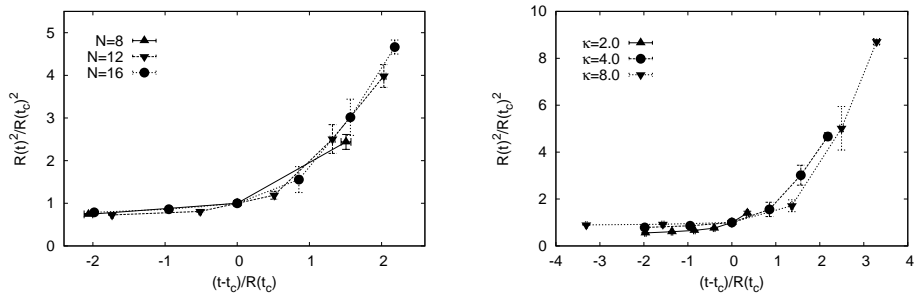 R(t)²/R(t_c)²
5
4
3
2
1
0
N=8
N=12
N=16
-2 -1 0 1 2
(t-t_c)/R(t_c)
R(t)²/R(t_c)²
10
8
6
4
2
0
κ=2.0
κ=4.0
κ=8.0
-4 -3 -2 -1 0 1 2 3 4
(t-t_c)/R(t_c)